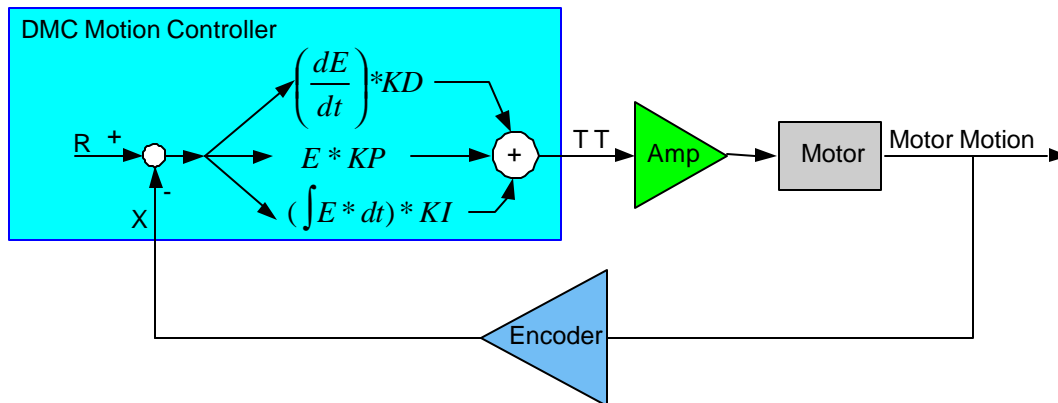 DMC Motion Controller
(dE/dt)*KD
R + E * KP + T T Amp Motor Motor Motion
-
X (∫E * dt) * KI
Encoder